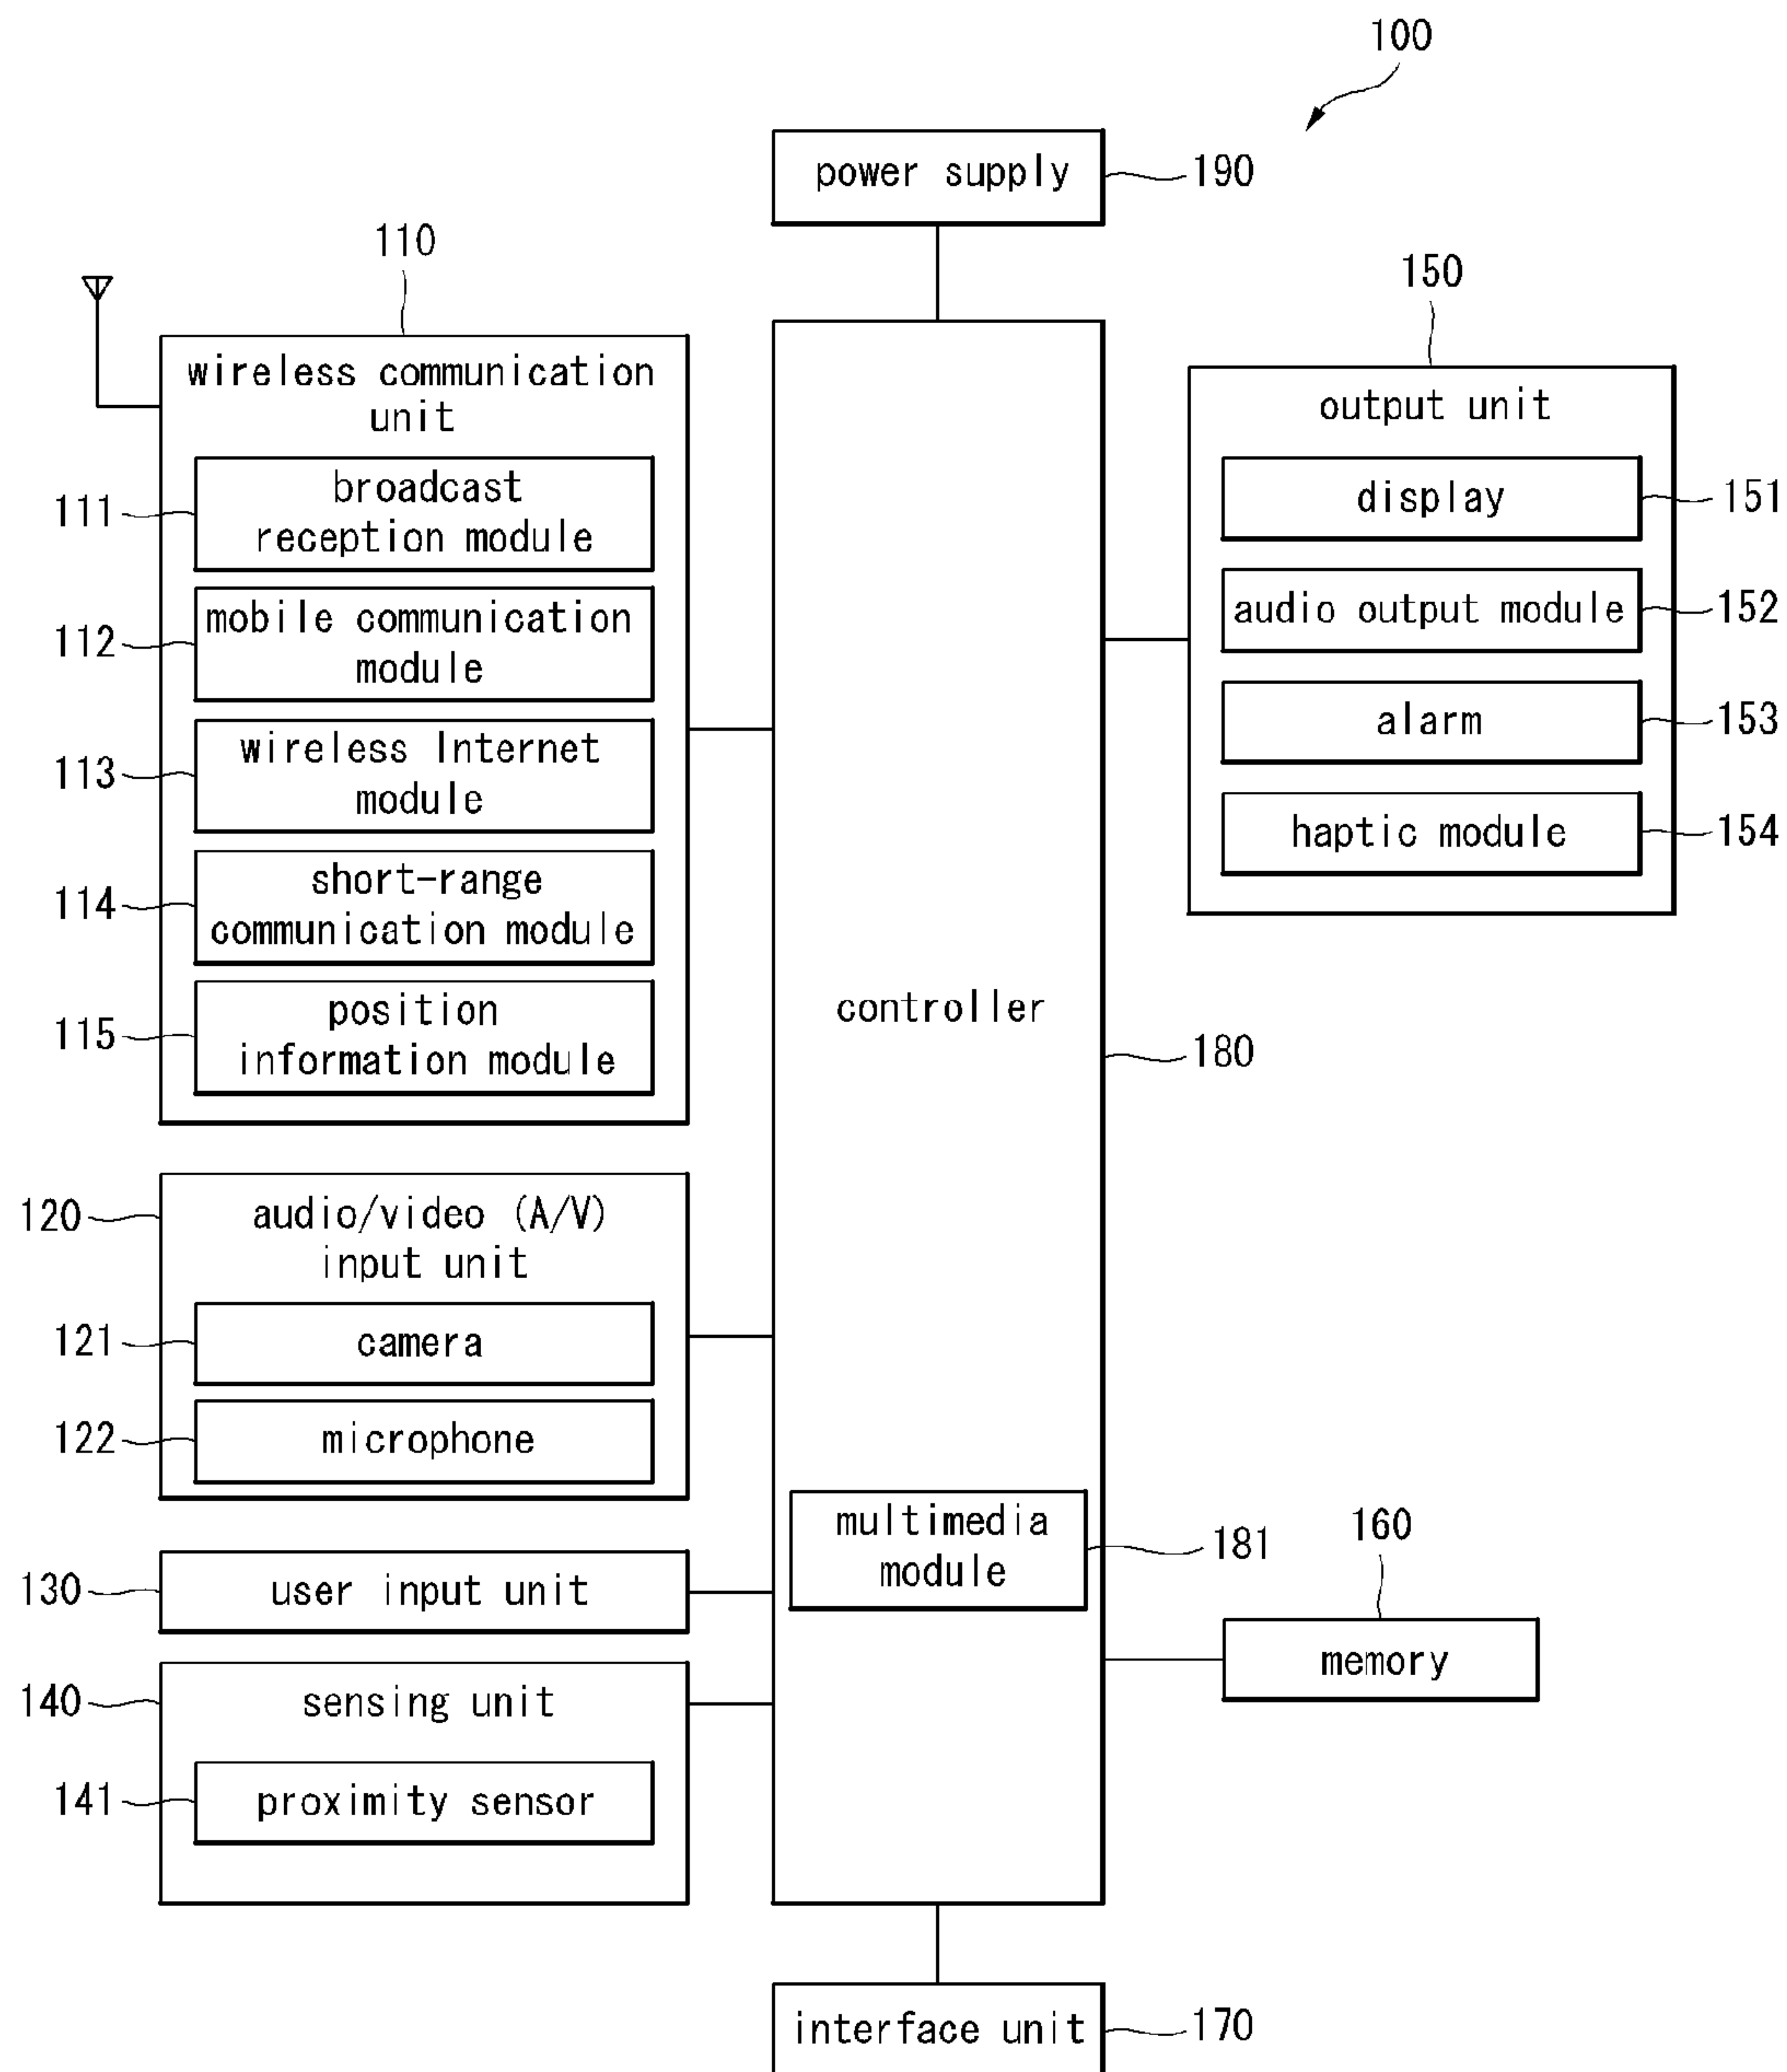 100
power supply
190
110
wireless communication
unit
111
broadcast
reception module
112
mobile communication
module
113
wireless Internet
module
114
short-range
communication module
115
position
information module
150
output unit
display
151
audio output module
152
alarm
153
haptic module
154
controller
180
120
audio/video (A/V)
input unit
121
camera
122
microphone
multimedia
module
181
130
user input unit
160
memory
140
sensing unit
141
proximity sensor
interface unit
170